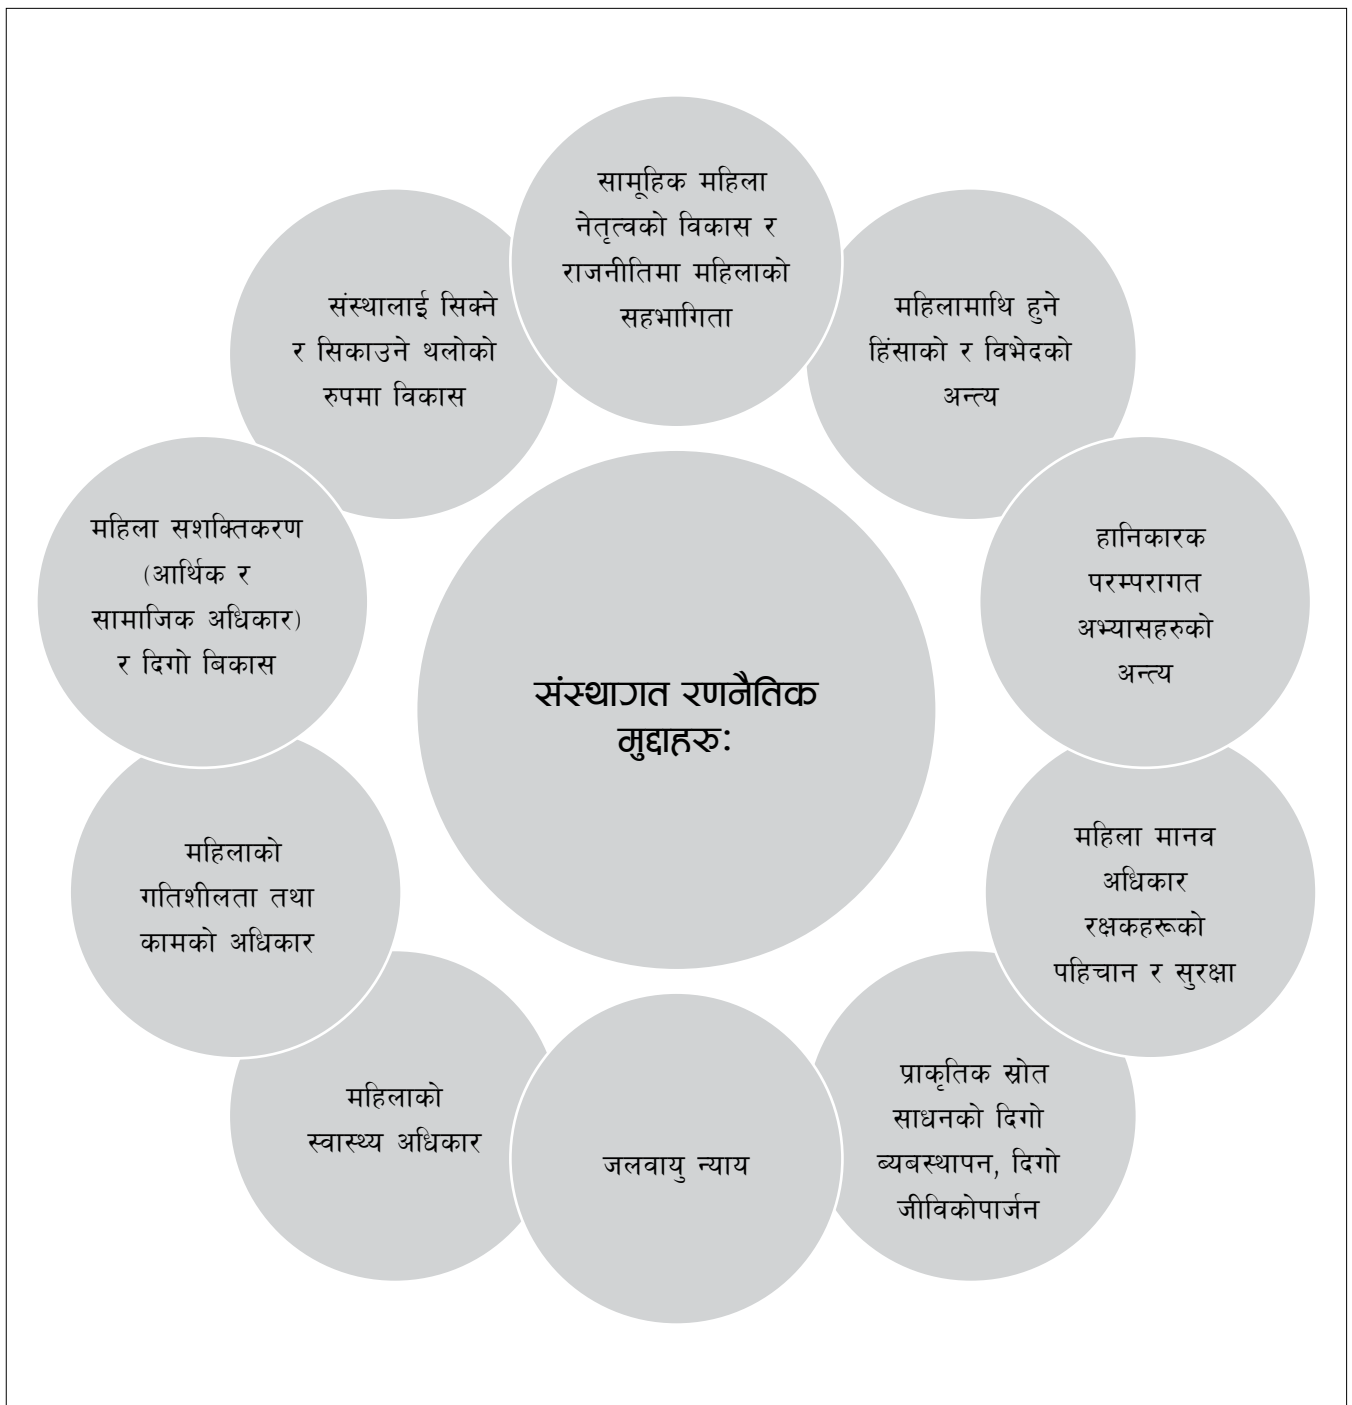 संस्थागत रणनैतिक
मुद्दाहरु:
सामूहिक महिला
नेतृत्वको विकास र
राजनीतिमा महिलाको
सहभागिता
महिलामाथि हुने
हिंसाको र विभेदको
अन्त्य
हानिकारक
परम्परागत
अभ्यासहरुको
अन्त्य
महिला मानव
अधिकार
रक्षकहरूको
पहिचान र सुरक्षा
प्राकृतिक स्रोत
साधनको दिगो
ब्यबस्थापन, दिगो
जीविकोपार्जन
जलवायु न्याय
महिलाको
स्वास्थ्य अधिकार
महिलाको
गतिशीलता तथा
कामको अधिकार
महिला सशक्तिकरण
(आर्थिक र
सामाजिक अधिकार)
र दिगो बिकास
संस्थालाई सिक्ने
र सिकाउने थलोको
रुपमा विकास